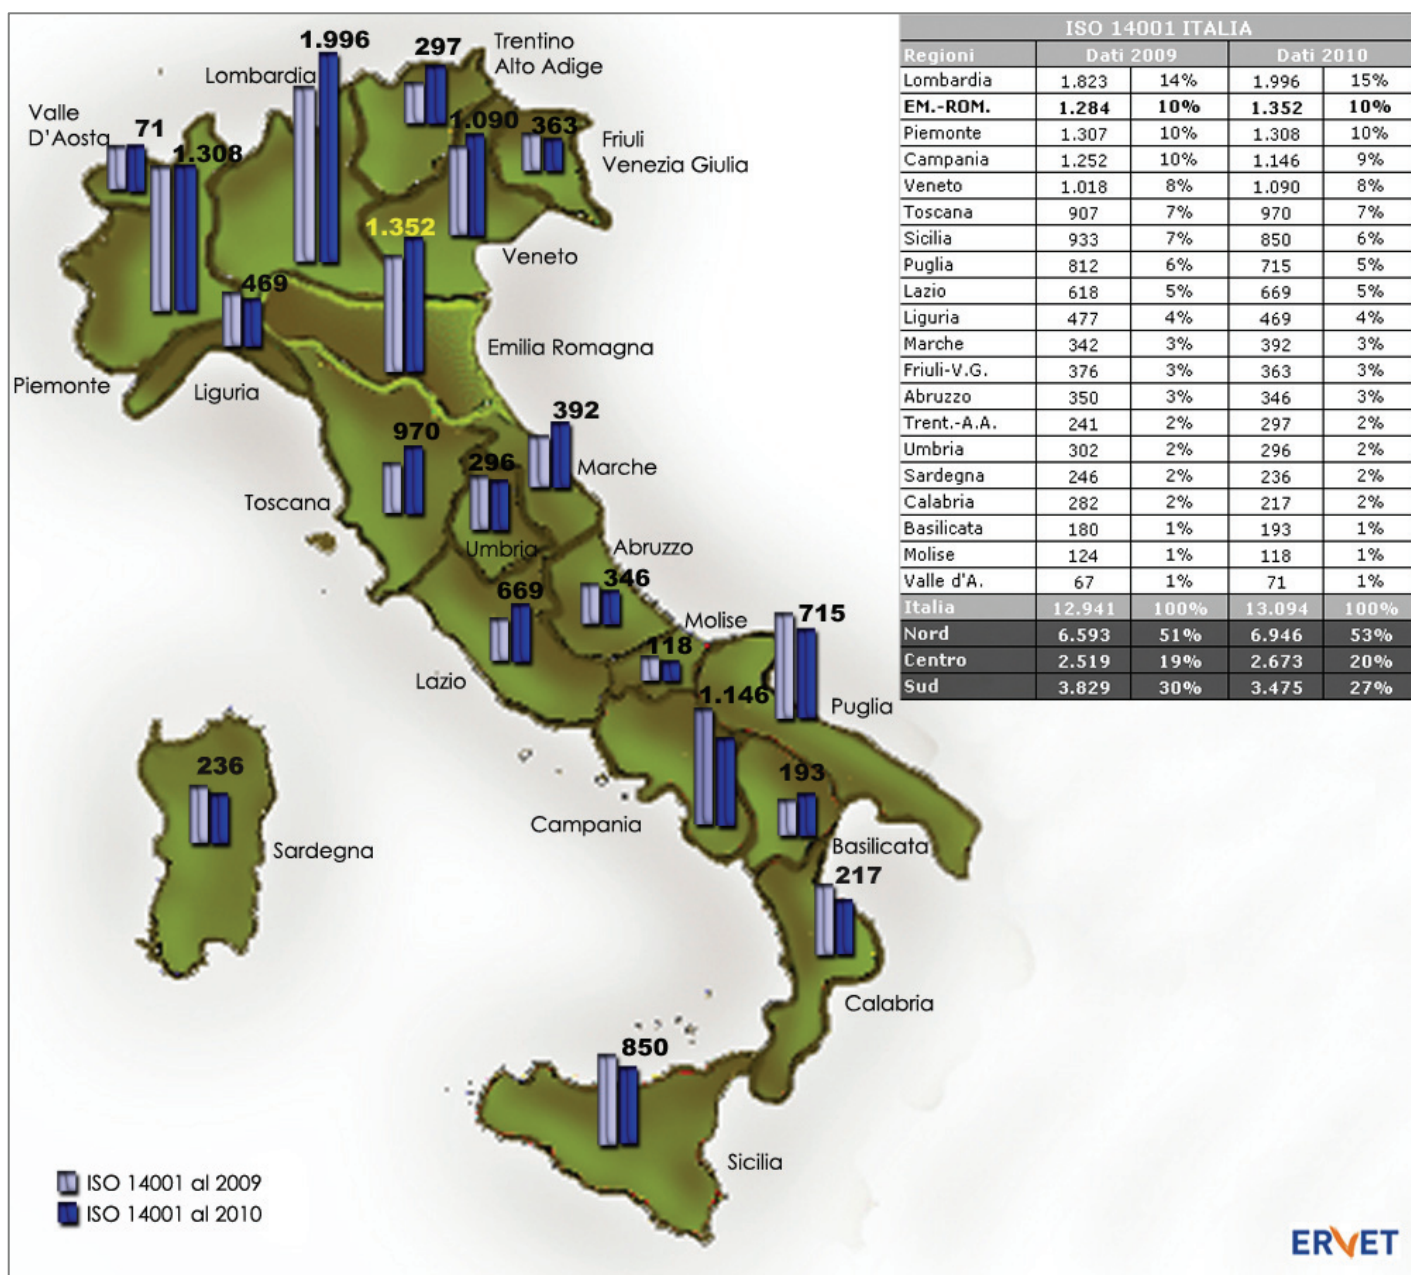 1.996
Lombardia
297
Trentino
Alto Adige
Valle
D'Aosta
71
1.308
1.090
363
Friuli
Venezia Giulia
1.352
Veneto
469
Emilia Romagna
Piemonte
Liguria
392
970
296
Marche
Toscana
Umbria
Abruzzo
346
669
Molise
715
118
Lazio
1.146
Puglia
236
193
Campania
Sardegna
Basilicata
217
Calabria
850
Sicilia
ISO 14001 al 2009
ISO 14001 al 2010
ISO 14001 ITALIA
Regioni Dati 2009 Dati 2010
Lombardia 1.823 14% 1.996 15%
EM.-ROM. 1.284 10% 1.352 10%
Piemonte 1.307 10% 1.308 10%
Campania 1.252 10% 1.146 9%
Veneto 1.018 8% 1.090 8%
Toscana 907 7% 970 7%
Sicilia 933 7% 850 6%
Puglia 812 6% 715 5%
Lazio 618 5% 669 5%
Liguria 477 4% 469 4%
Marche 342 3% 392 3%
Friuli-V.G. 376 3% 363 3%
Abruzzo 350 3% 346 3%
Trent.-A.A. 241 2% 297 2%
Umbria 302 2% 296 2%
Sardegna 246 2% 236 2%
Calabria 282 2% 217 2%
Basilicata 180 1% 193 1%
Molise 124 1% 118 1%
Valle d'A. 67 1% 71 1%
Italia 12.941 100% 13.094 100%
Nord 6.593 51% 6.946 53%
Centro 2.519 19% 2.673 20%
Sud 3.829 30% 3.475 27%
ERVET